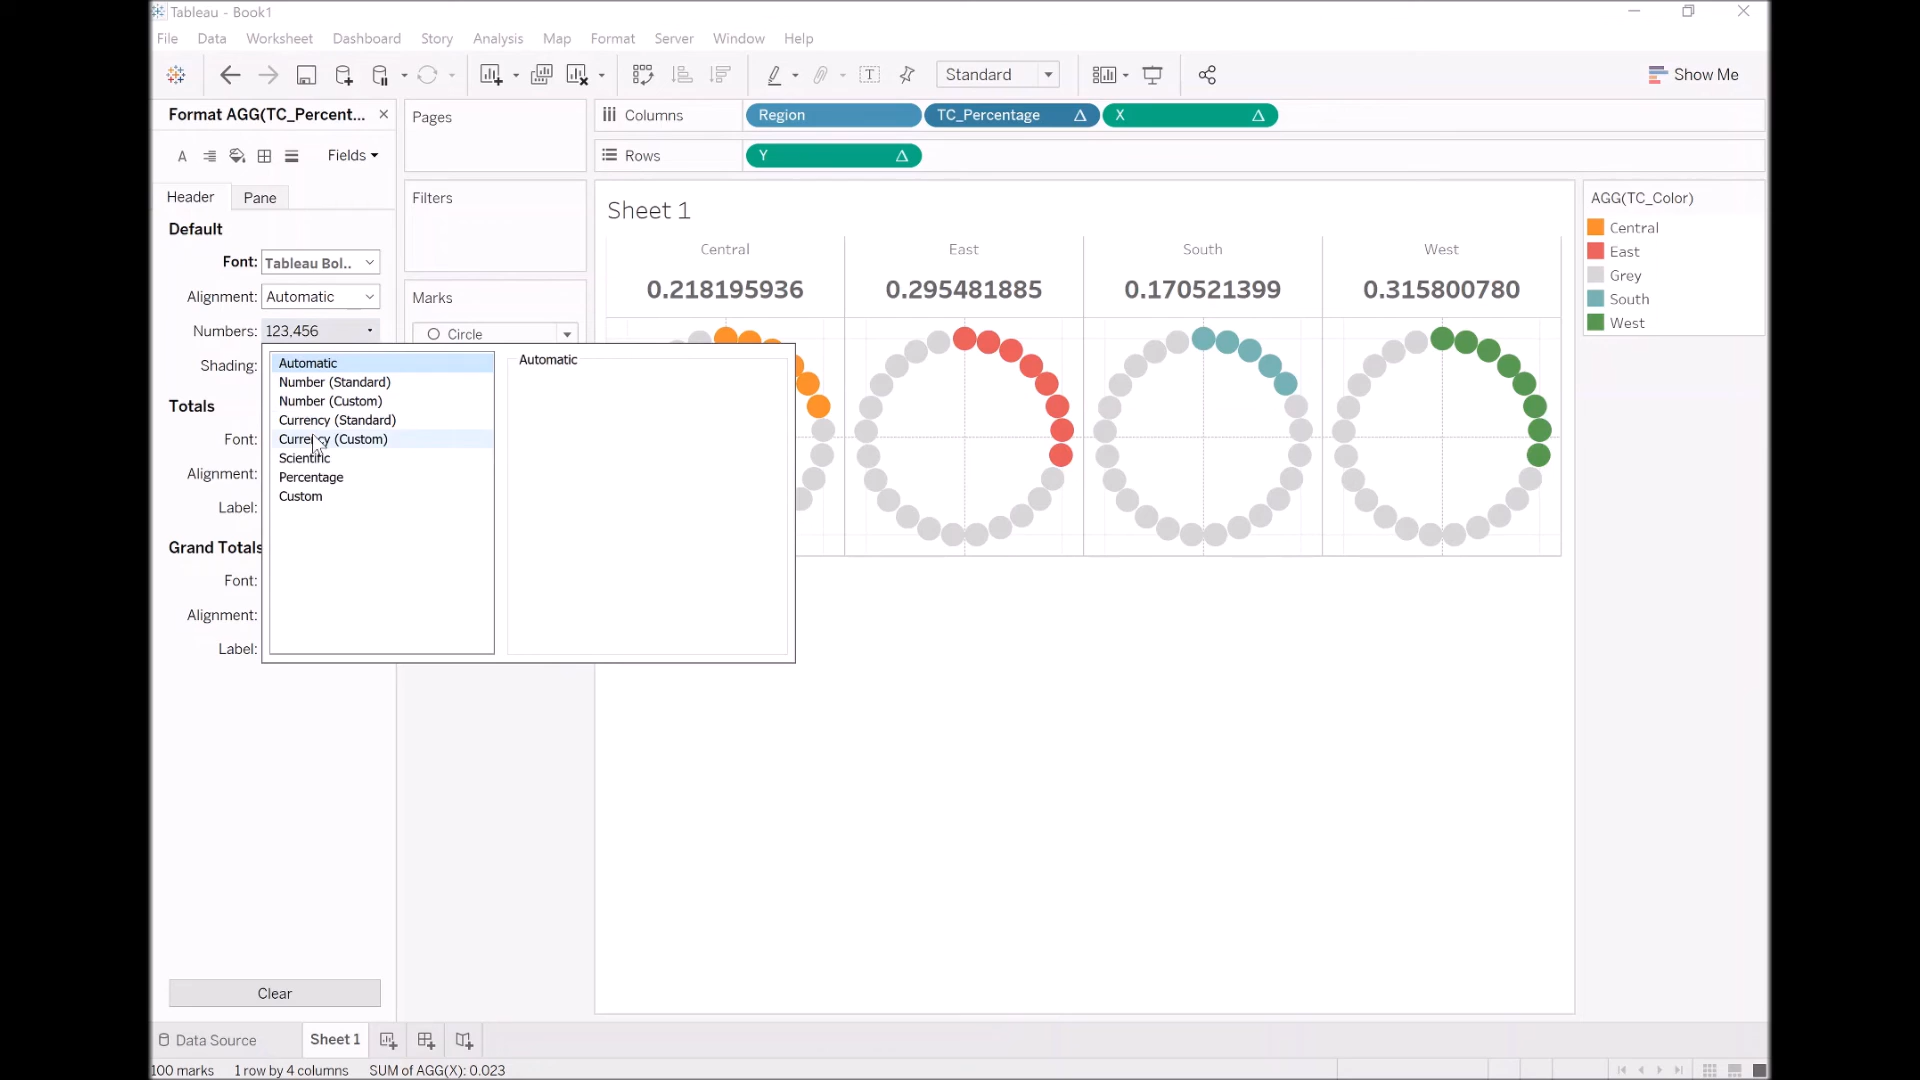 Tableau - Book1
File Data Worksheet Dashboard Story Analysis Map Format Server Window Help
Standard
Show Me
Format AGG(TC_Percent...
Fields
Header Pane
Default
Font: Tableau Bol..
Alignment: Automatic
Numbers: 123,456
Shading:
Totals
Font:
Alignment:
Label:
Grand Totals
Font:
Alignment:
Label:
Automatic
Number (Standard)
Number (Custom)
Currency (Standard)
Currency (Custom)
Scientific
Percentage
Custom
Automatic
Clear
Pages
Filters
Marks
Circle
Columns Region TC_Percentage X
Rows Y
Sheet 1
Central East South West
0.218195936 0.295481885 0.170521399 0.315800780
AGG(TC_Color)
Central
East
Grey
South
West
Data Source Sheet 1
100 marks 1 row by 4 columns SUM of AGG(X): 0.023